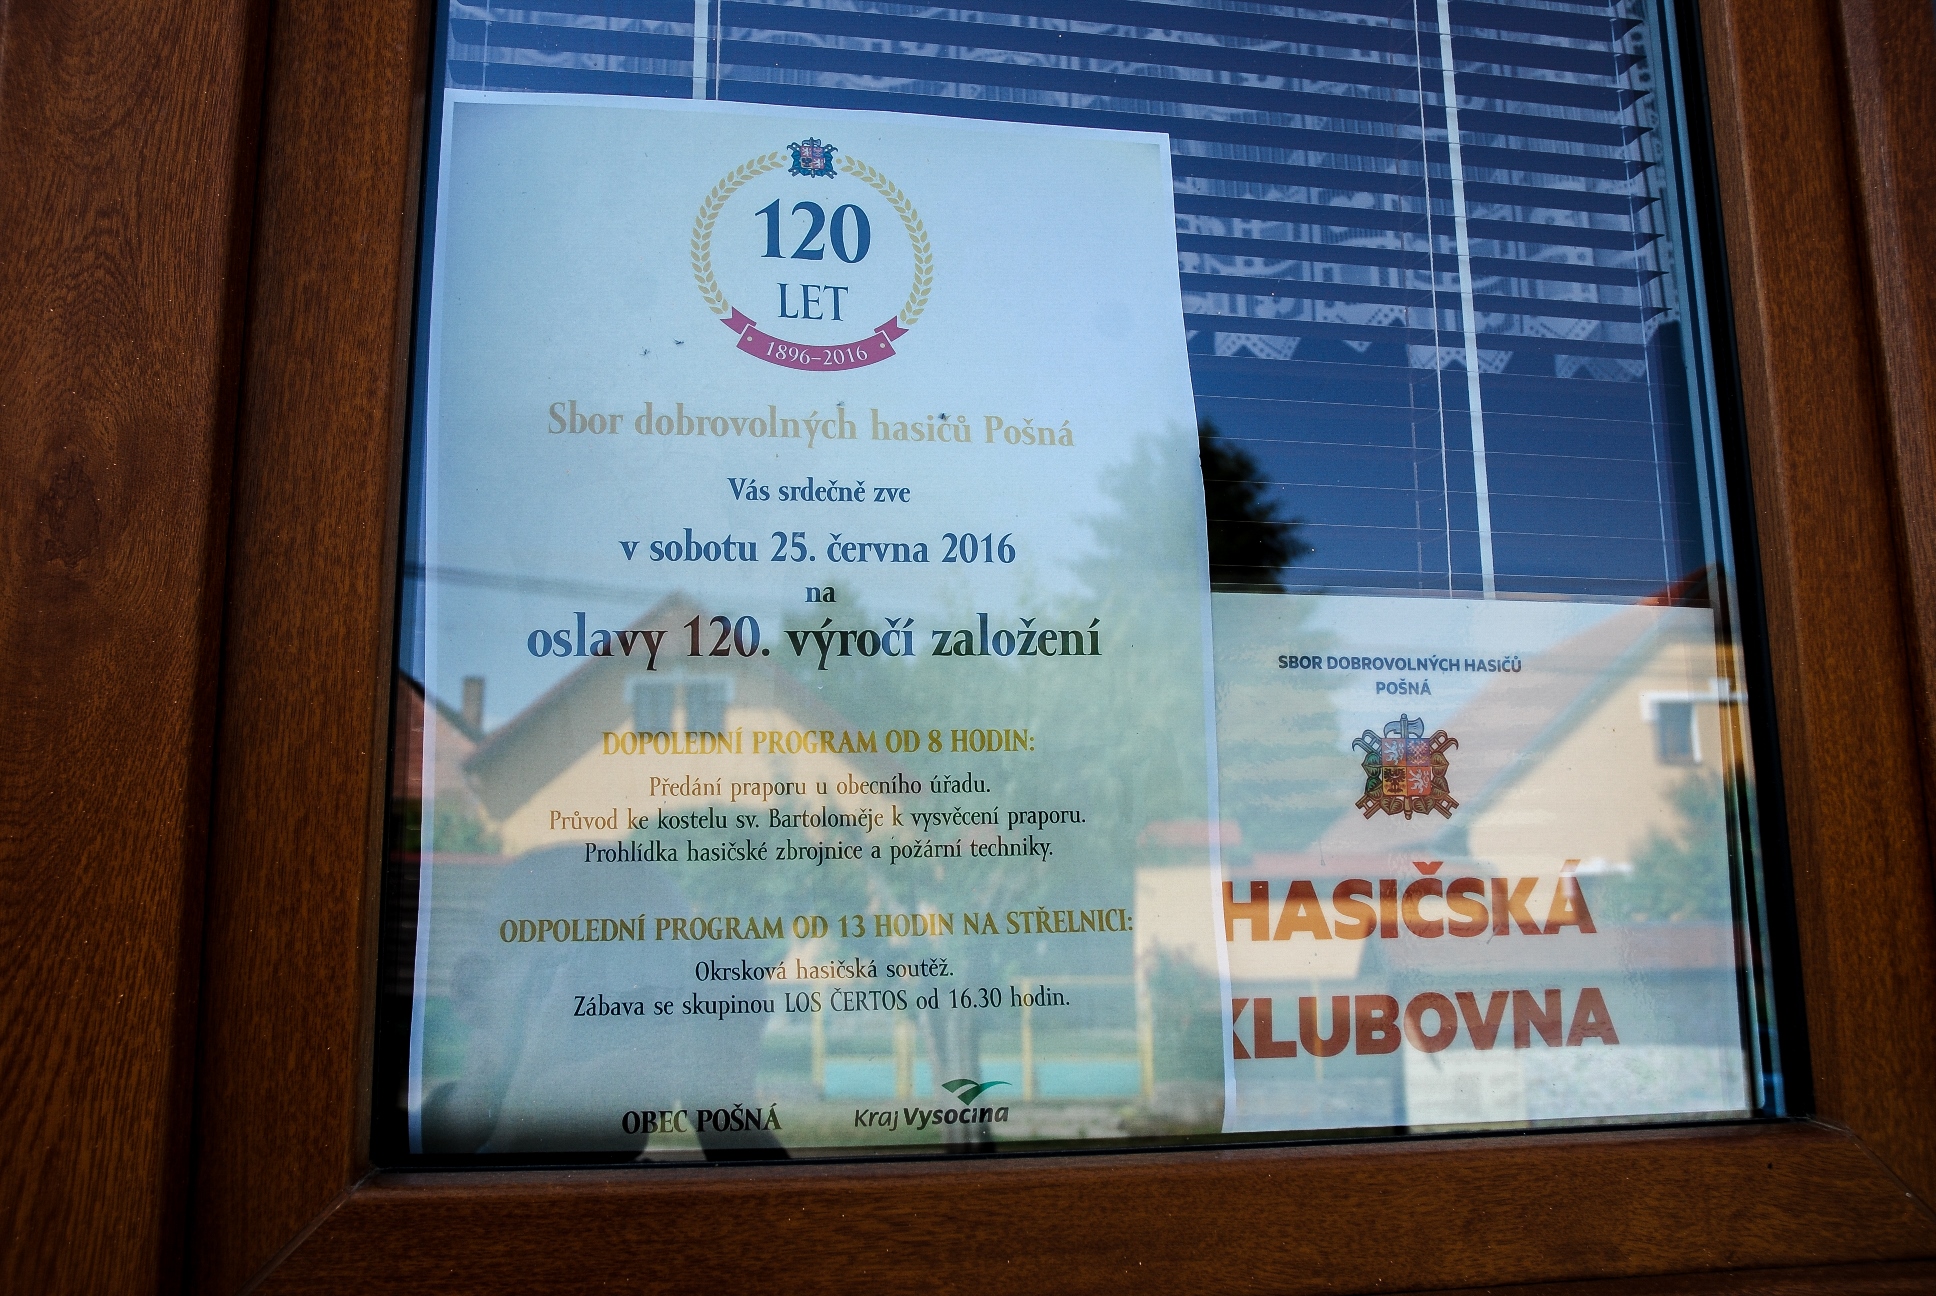 120
LET
1896–2016
Sbor dobrovolných hasičů Pošná
Vás srdečně zve
v sobotu 25. června 2016
na
oslavy 120. výročí založení
DOPOLEDNÍ PROGRAM OD 8 HODIN:
Předání praporu u obecního úřadu.
Průvod ke kostelu sv. Bartoloměje k vysvěcení praporu.
Prohlídka hasičské zbrojnice a požární techniky.
ODPOLEDNÍ PROGRAM OD 13 HODIN NA STŘELNICI:
Okrsková hasičská soutěž.
Zábava se skupinou LOS ČERTOS od 16.30 hodin.
OBEC POŠNÁ
Kraj Vysočina
SBOR DOBROVOLNÝCH HASIČŮ
POŠNÁ
HASIČSKÁ
KLUBOVNA